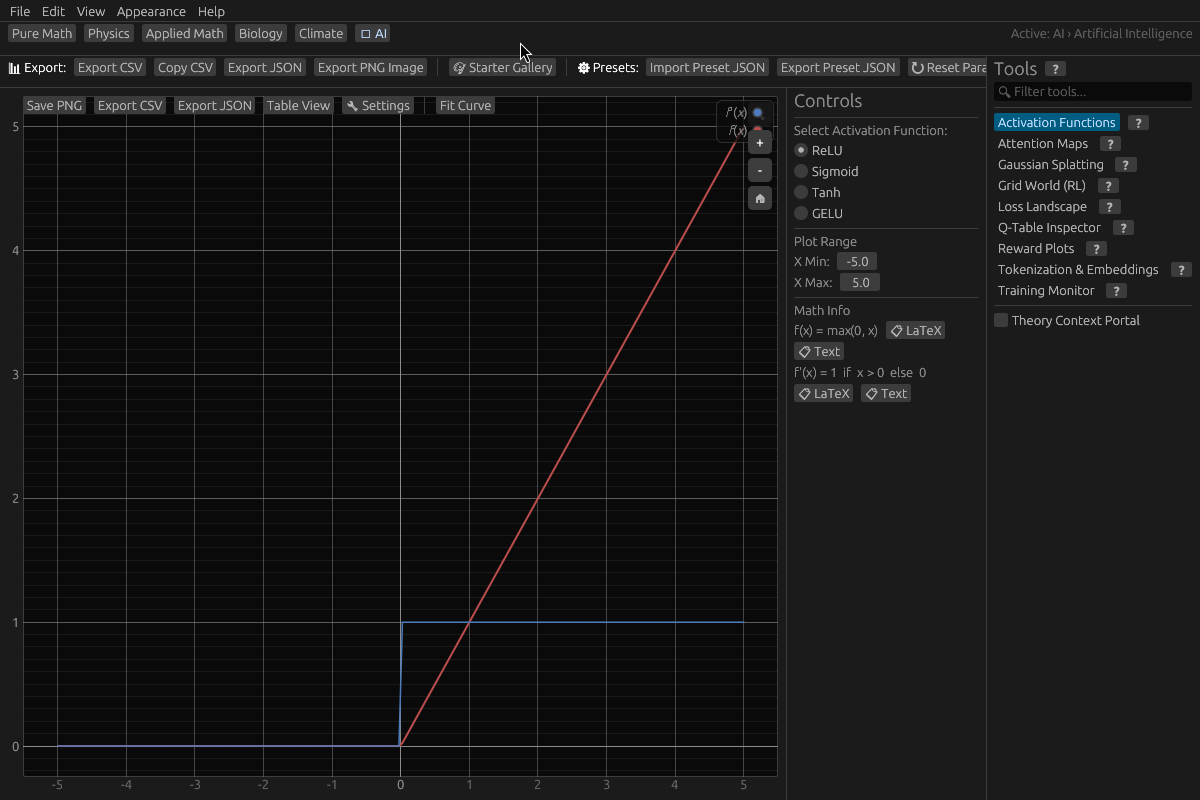 File Edit View Appearance Help
Pure Math Physics Applied Math Biology Climate AI Active: AI › Artificial Intelligence
Export: Export CSV Copy CSV Export JSON Export PNG Image Starter Gallery Presets: Import Preset JSON Export Preset JSON Reset Para
Save PNG Export CSV Export JSON Table View Settings Fit Curve
f'(x)
f(x)
+
-
5
4
3
2
1
0
-5 -4 -3 -2 -1 0 1 2 3 4 5
Controls
Select Activation Function:
ReLU
Sigmoid
Tanh
GELU
Plot Range
X Min: -5.0
X Max: 5.0
Math Info
f(x) = max(0, x) LaTeX
Text
f'(x) = 1 if x > 0 else 0
LaTeX Text
Tools ?
Filter tools...
Activation Functions ?
Attention Maps ?
Gaussian Splatting ?
Grid World (RL) ?
Loss Landscape ?
Q-Table Inspector ?
Reward Plots ?
Tokenization & Embeddings ?
Training Monitor ?
Theory Context Portal